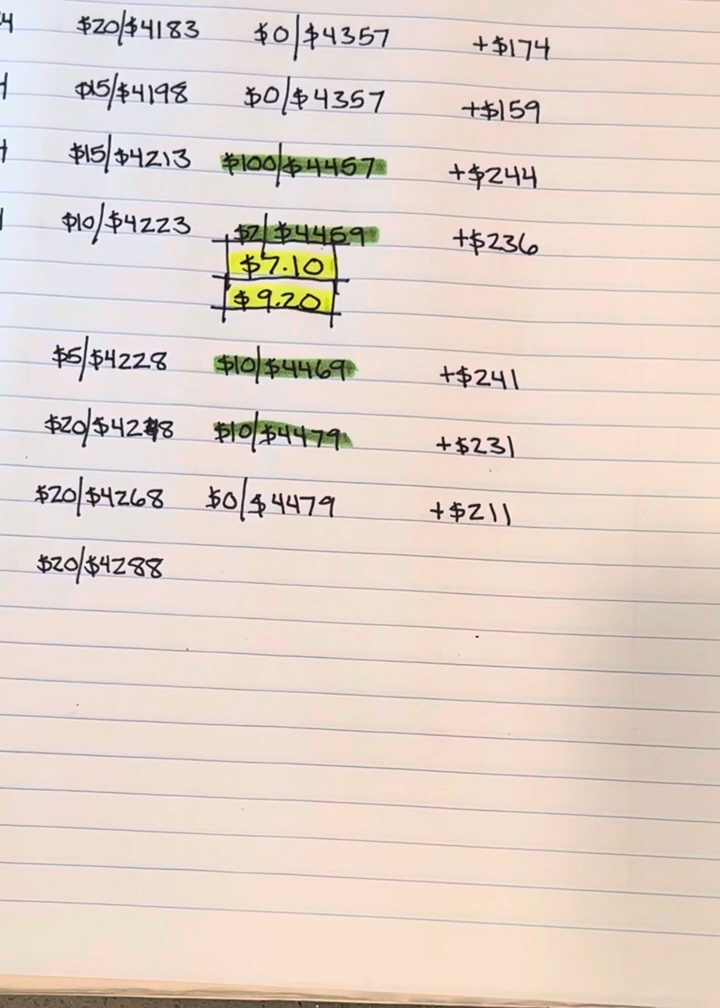 4 $20/$4183 $0/$4357 +$174
$15/$4198 $0/$4357 +$159
$15/$4213 $100/$4457 +$244
$10/$4223 $2/$4459 +$236
$7.10
$9.20
$5/$4228 $10/$4469 +$241
$20/$4248 $10/$4479 +$231
$20/$4268 $0/$4479 +$211
$20/$4288